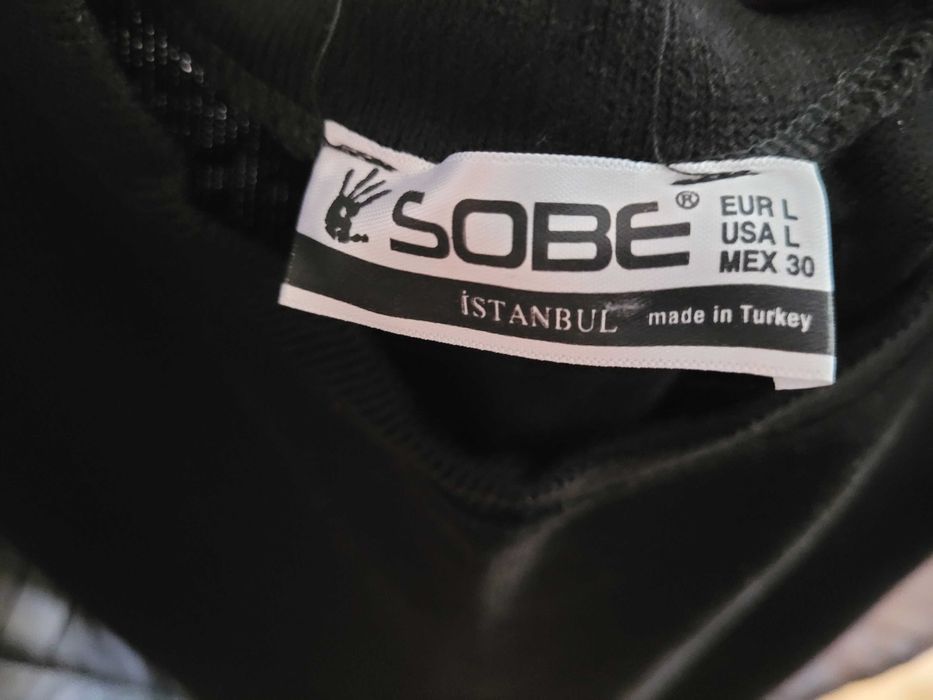 SOBE®
EUR L
USA L
MEX 30
İSTANBUL made in Turkey